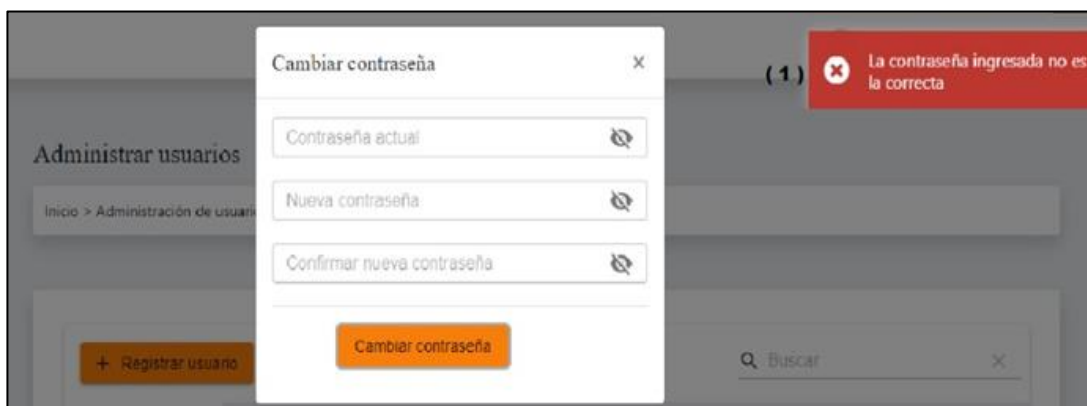 Cambiar contraseña
(1)
La contraseña ingresada no es
la correcta
Contraseña actual
Administrar usuarios
Nueva contraseña
Inicio > Administración de
Confirmar nueva contraseña
Cambiar contraseña
+ Registrar usuario
Buscar